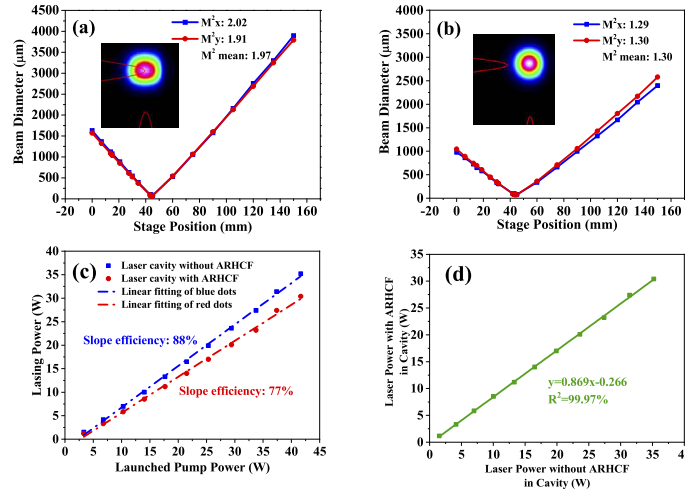 (a)
M²x: 2.02
M²y: 1.91
M² mean: 1.97
4500
4000
3500
3000
2500
2000
1500
1000
500
0
Beam Diameter (μm)
-20 0 20 40 60 80 100 120 140 160
Stage Position (mm)
(b)
M²x: 1.29
M²y: 1.30
M² mean: 1.30
4000
3500
3000
2500
2000
1500
1000
500
0
Beam Diameter (μm)
-20 0 20 40 60 80 100 120 140 160
Stage Position (mm)
(c)
Laser cavity without ARHCF
Laser cavity with ARHCF
Linear fitting of blue dots
Linear fitting of red dots
Slope efficiency: 88%
Slope efficiency: 77%
40
35
30
25
20
15
10
5
0
Lasing Power (W)
0 5 10 15 20 25 30 35 40 45
Launched Pump Power (W)
(d)
y=0.869x-0.266
R²=99.97%
35
30
25
20
15
10
5
0
Laser Power with ARHCF
in Cavity (W)
0 5 10 15 20 25 30 35 40
Laser Power without ARHCF
in Cavity (W)